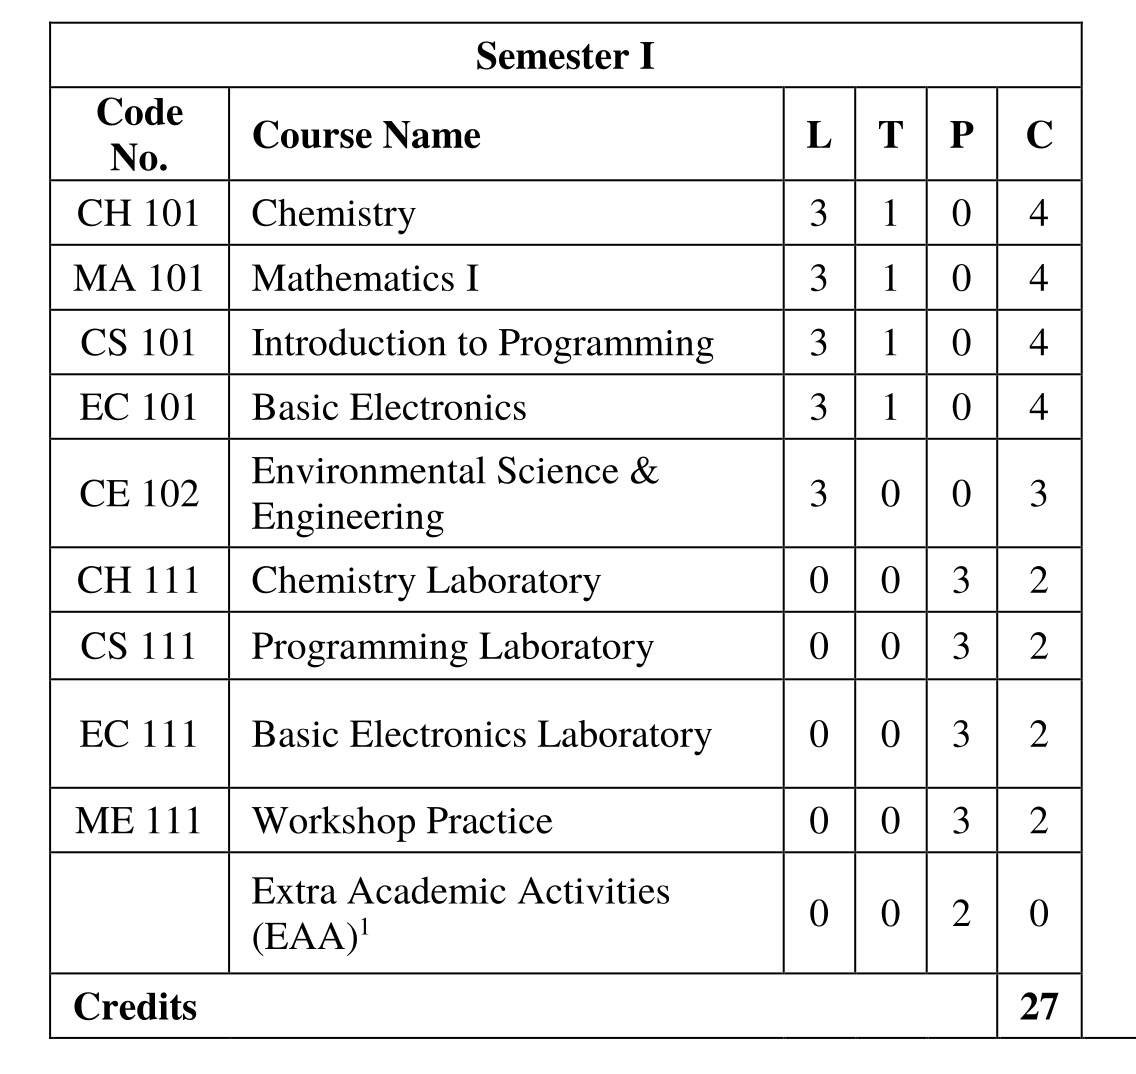 Semester I
Code No. Course Name L T P C
CH 101 Chemistry 3 1 0 4
MA 101 Mathematics I 3 1 0 4
CS 101 Introduction to Programming 3 1 0 4
EC 101 Basic Electronics 3 1 0 4
CE 102 Environmental Science & Engineering 3 0 0 3
CH 111 Chemistry Laboratory 0 0 3 2
CS 111 Programming Laboratory 0 0 3 2
EC 111 Basic Electronics Laboratory 0 0 3 2
ME 111 Workshop Practice 0 0 3 2
Extra Academic Activities (EAA)¹ 0 0 2 0
Credits 27